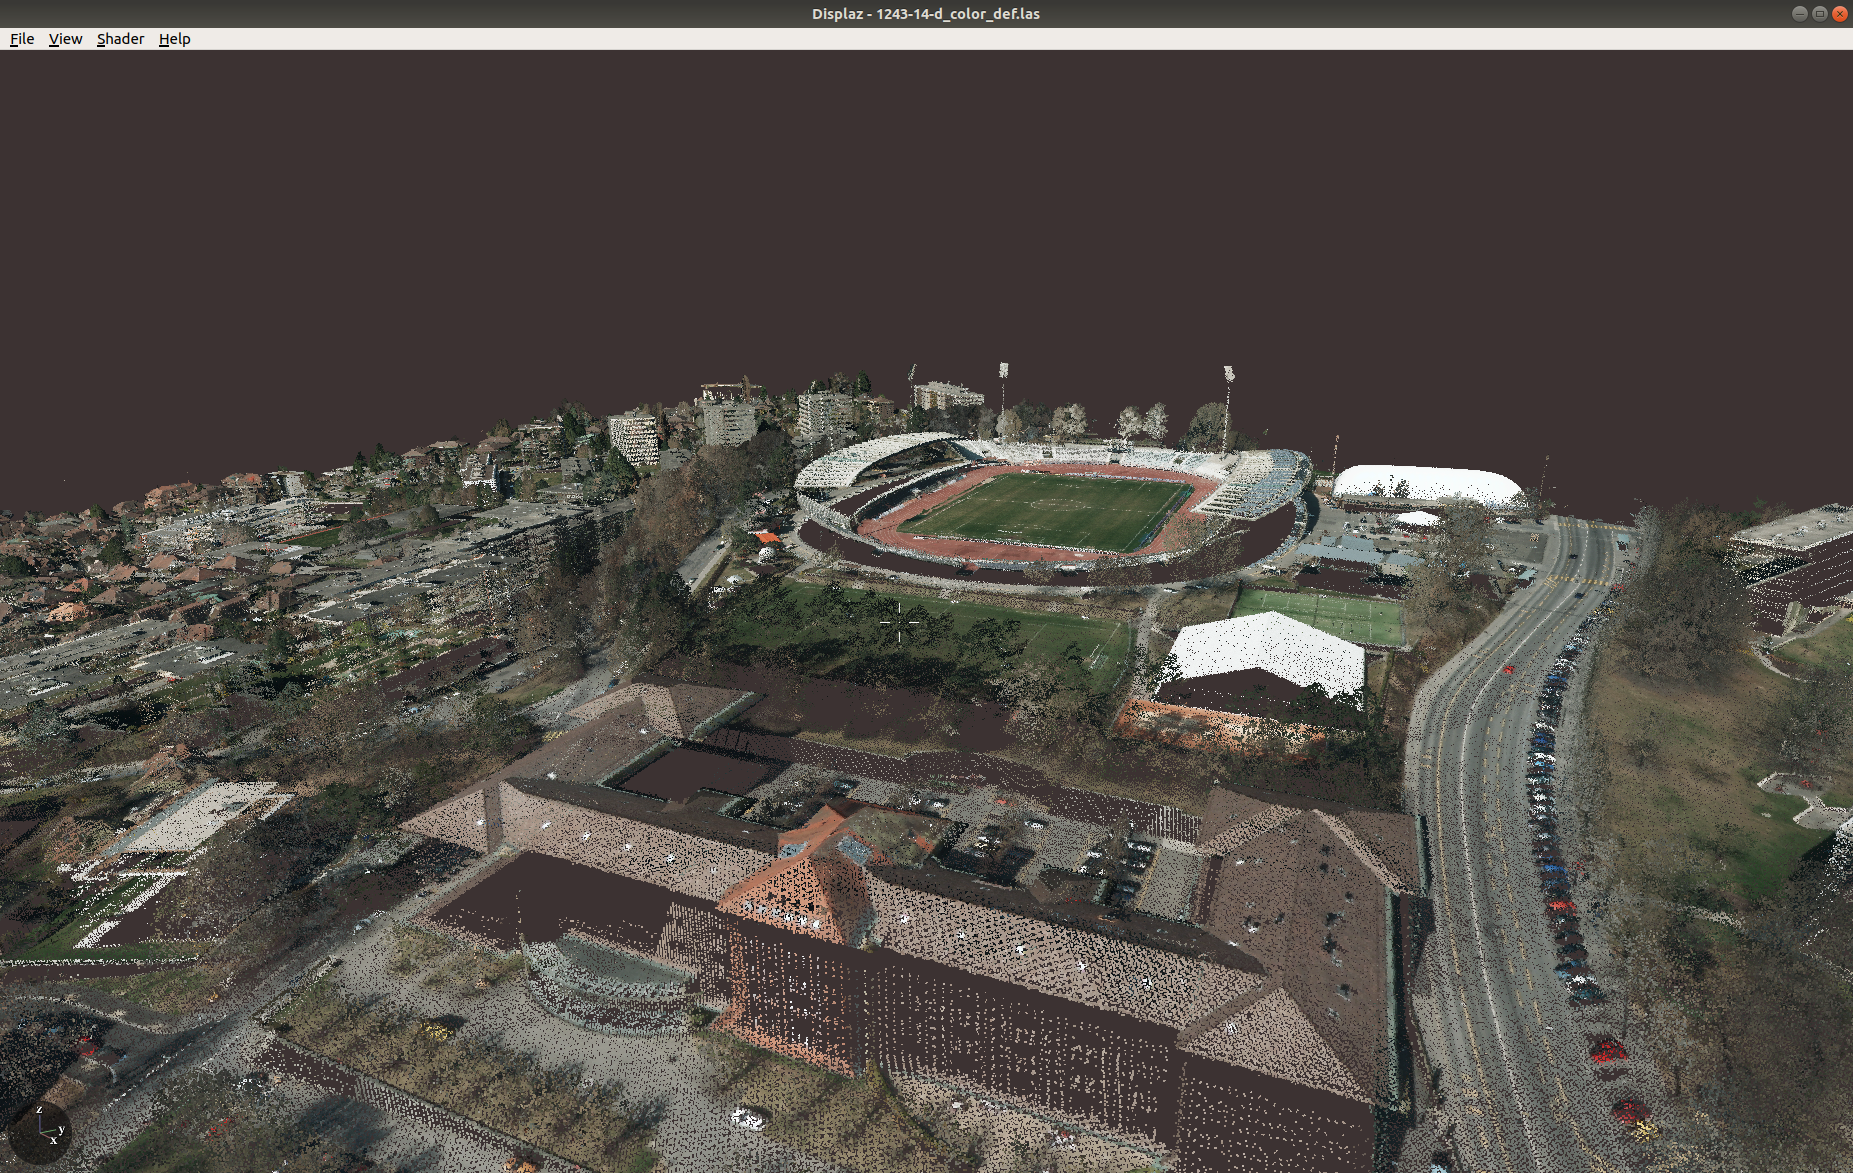 Displaz - 1243-14-d_color_def.las
File View Shader Help
z
y
x